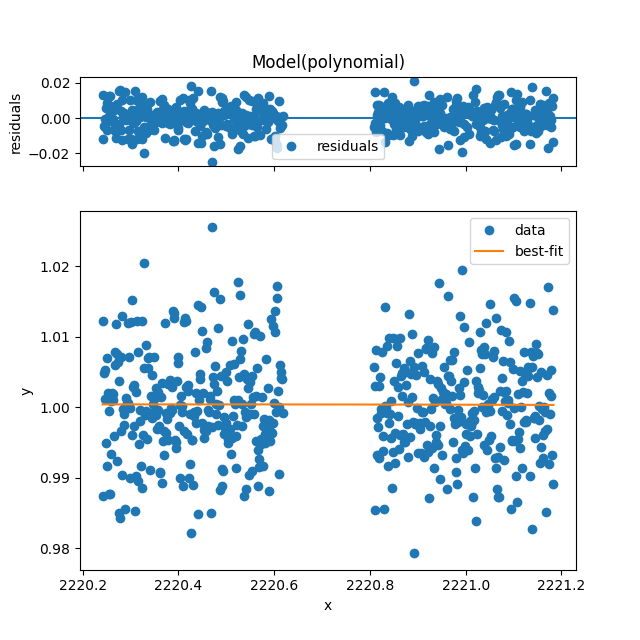 Model(polynomial)
residuals
0.02
0.00
−0.02
residuals
y
1.02
1.01
1.00
0.99
0.98
data
best-fit
2220.2 2220.4 2220.6 2220.8 2221.0 2221.2
x